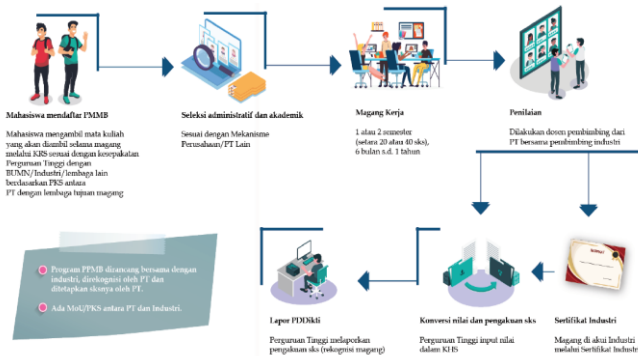 Mahasiswa mendaftar PMMB
Mahasiswa mengambil mata kuliah
yang akan diambil selama magang
melalui KRS sesuai dengan kesepakatan
Perguruan Tinggi dengan
BUMN/Industri/lembaga lain
berdasarkan PKS antara
PT dengan lembaga tujuan magang
Seleksi administratif dan akademik
Sesuai dengan Mekanisme
Perusahaan/PT Lain
Magang Kerja
1 atau 2 semester
(setara 20 atau 40 sks),
6 bulan s.d. 1 tahun
Penilaian
Dilakukan dosen pembimbing dari
PT bersama pembimbing industri
Program PPMB dirancang bersama dengan
industri, direkognisi oleh PT dan
ditetapkan sksnya oleh PT.
Ada MoU/PKS antara PT dan Industri.
Lapor PDDikti
Perguruan Tinggi melaporkan
pengakuan sks (rekognisi magang)
Konversi nilai dan pengakuan sks
Perguruan Tinggi input nilai
dalam KHS
Sertifikat Industri
Magang di akui Industri
melalui Sertifikat Industri